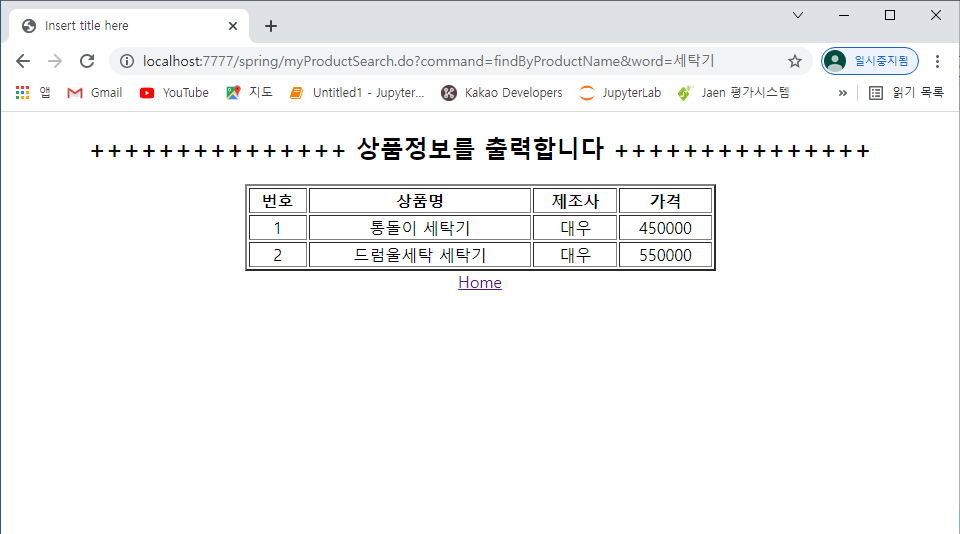 Insert title here
localhost:7777/spring/myProductSearch.do?command=findByProductName&word=세탁기
일시중지됨
앱 Gmail YouTube 지도 Untitled1 - Jupyter... Kakao Developers JupyterLab Jaen 평가시스템 » 읽기 목록
+++++++++++++++ 상품정보를 출력합니다 +++++++++++++++
번호 상품명 제조사 가격
1 통돌이 세탁기 대우 450000
2 드럼울세탁 세탁기 대우 550000
Home